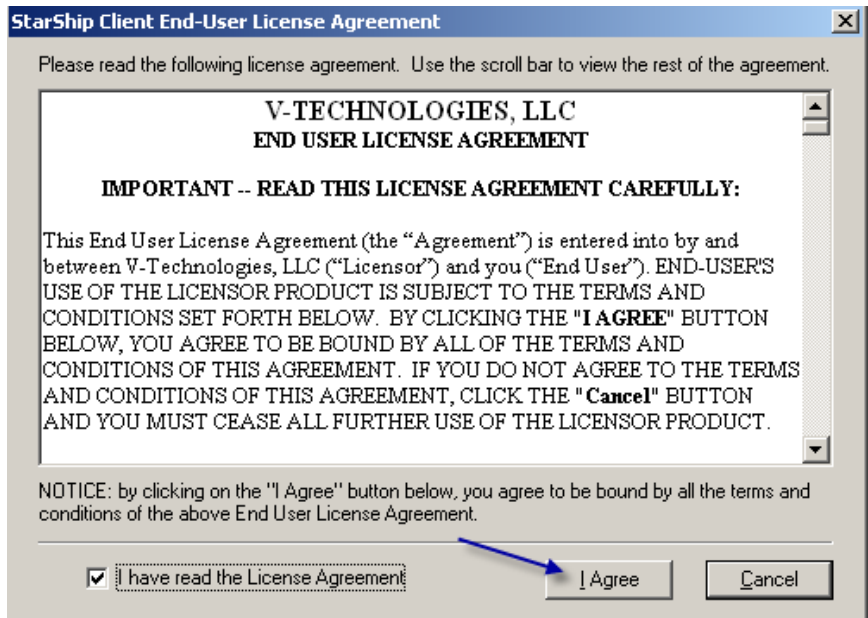 StarShip Client End-User License Agreement
Please read the following license agreement. Use the scroll bar to view the rest of the agreement.
V-TECHNOLOGIES, LLC
END USER LICENSE AGREEMENT
IMPORTANT -- READ THIS LICENSE AGREEMENT CAREFULLY:
This End User License Agreement (the “Agreement”) is entered into by and
between V-Technologies, LLC (“Licensor”) and you (“End User”). END-USER'S
USE OF THE LICENSOR PRODUCT IS SUBJECT TO THE TERMS AND
CONDITIONS SET FORTH BELOW. BY CLICKING THE "I AGREE" BUTTON
BELOW, YOU AGREE TO BE BOUND BY ALL OF THE TERMS AND
CONDITIONS OF THIS AGREEMENT. IF YOU DO NOT AGREE TO THE TERMS
AND CONDITIONS OF THIS AGREEMENT, CLICK THE "Cancel" BUTTON
AND YOU MUST CEASE ALL FURTHER USE OF THE LICENSOR PRODUCT.
NOTICE: by clicking on the "I Agree" button below, you agree to be bound by all the terms and
conditions of the above End User License Agreement.
I have read the License Agreement
I Agree
Cancel